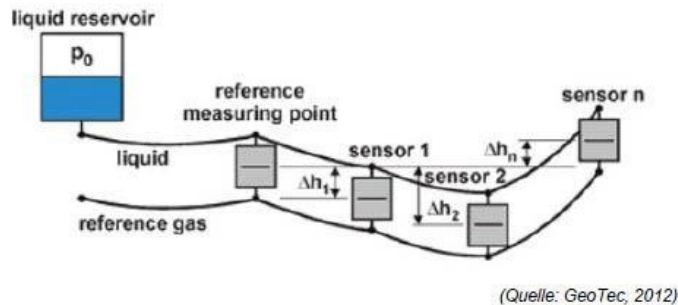 liquid reservoir
p₀
reference
measuring point
sensor n
liquid
sensor 1
Δhₙ
Δh₁
sensor 2
Δh₂
reference gas
(Quelle: GeoTec, 2012)